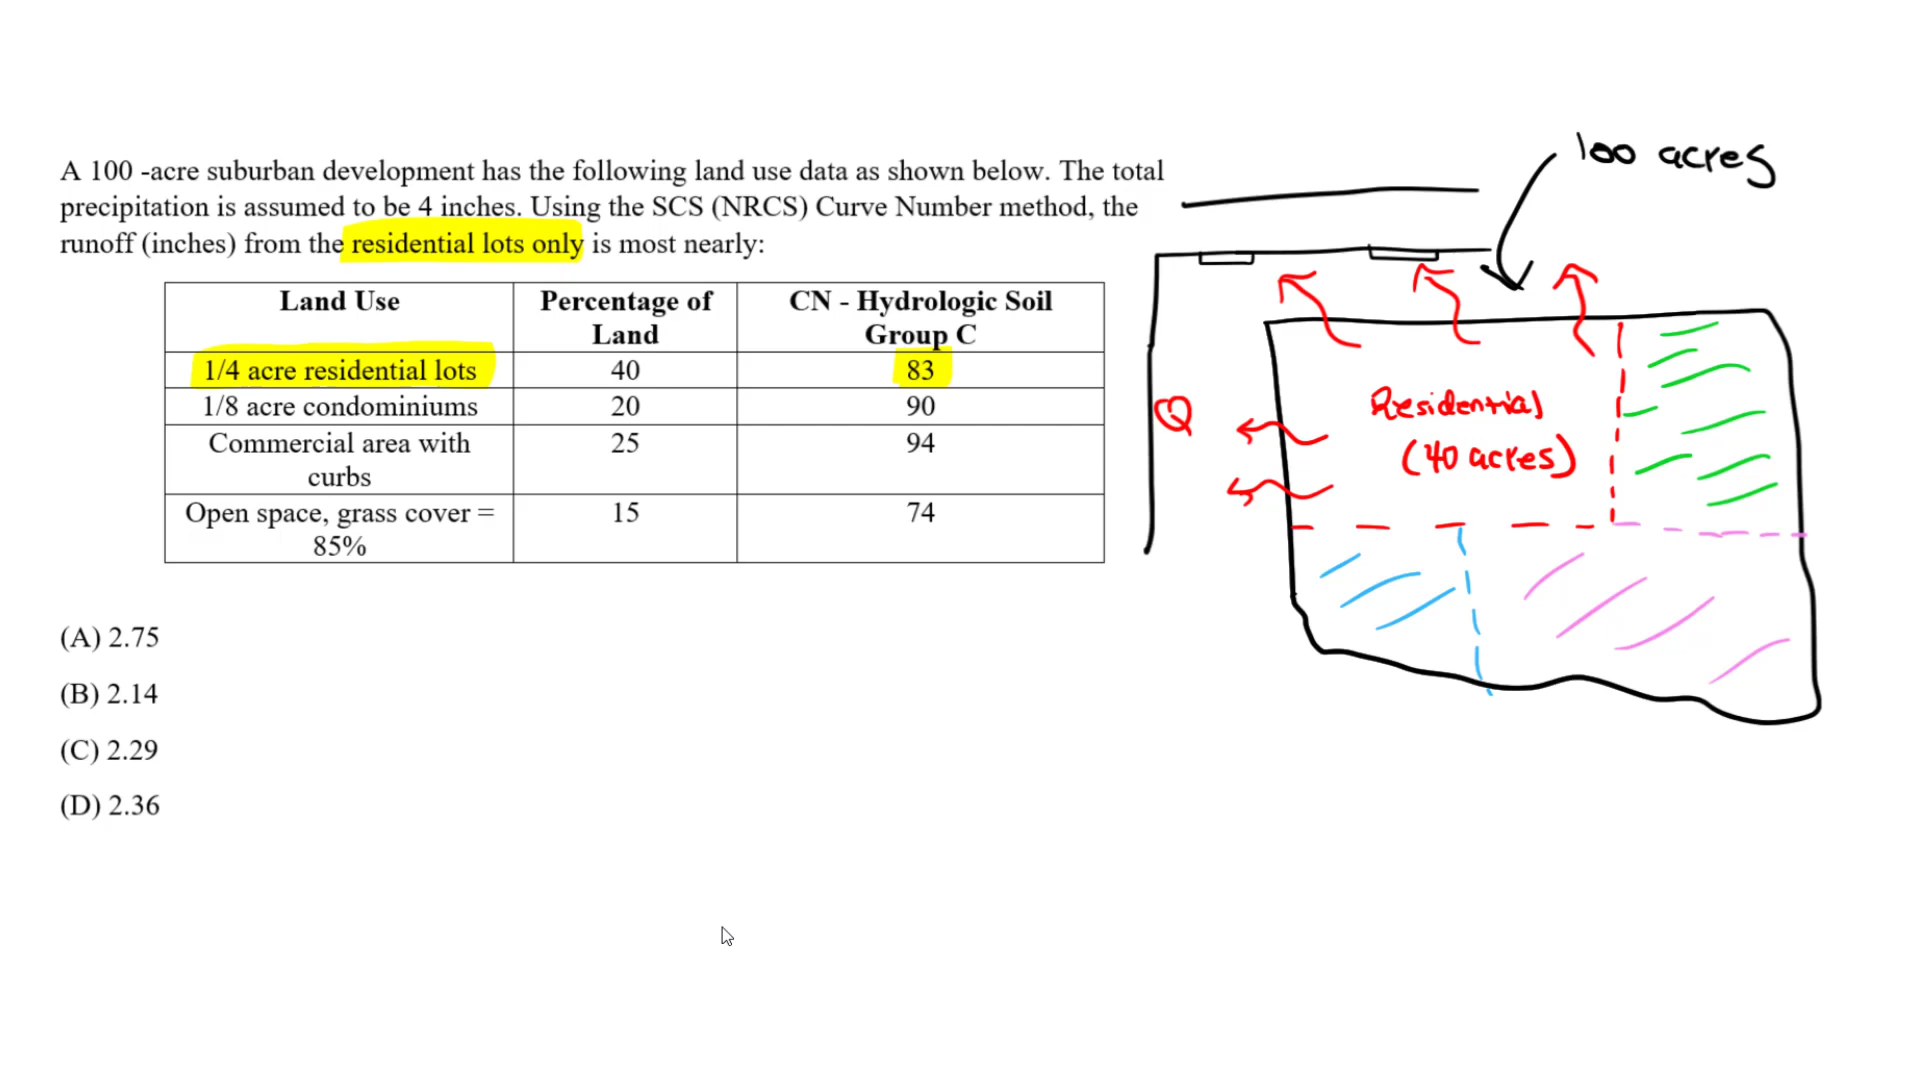 A 100 -acre suburban development has the following land use data as shown below. The total
precipitation is assumed to be 4 inches. Using the SCS (NRCS) Curve Number method, the
runoff (inches) from the residential lots only is most nearly:
Land Use
Percentage of
Land
CN - Hydrologic Soil
Group C
1/4 acre residential lots
40
83
1/8 acre condominiums
20
90
Commercial area with
curbs
25
94
Open space, grass cover =
85%
15
74
(A) 2.75
(B) 2.14
(C) 2.29
(D) 2.36
100 acres
Q
Residential
(40 acres)